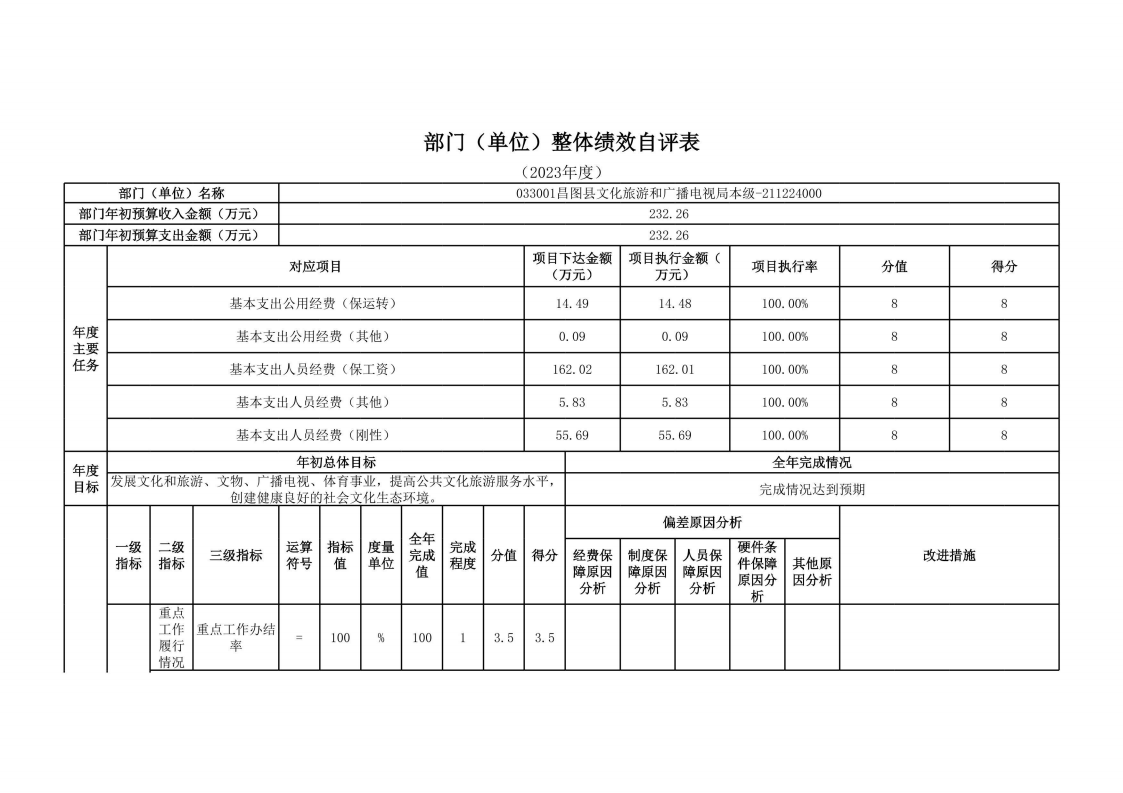 部门（单位）整体绩效自评表
（2023年度）
部门（单位）名称 033001昌图县文化旅游和广播电视局本级-211224000
部门年初预算收入金额（万元） 232.26
部门年初预算支出金额（万元） 232.26
年度主要任务 对应项目 项目下达金额（万元） 项目执行金额（万元） 项目执行率 分值 得分
基本支出公用经费（保运转） 14.49 14.48 100.00% 8 8
基本支出公用经费（其他） 0.09 0.09 100.00% 8 8
基本支出人员经费（保工资） 162.02 162.01 100.00% 8 8
基本支出人员经费（其他） 5.83 5.83 100.00% 8 8
基本支出人员经费（刚性） 55.69 55.69 100.00% 8 8
年度目标 年初总体目标 全年完成情况
发展文化和旅游、文物、广播电视、体育事业，提高公共文化旅游服务水平，
创建健康良好的社会文化生态环境。 完成情况达到预期
一级指标 二级指标 三级指标 运算符号 指标值 度量单位 全年完成值 完成程度 分值 得分 偏差原因分析 改进措施
经费保障原因分析 制度保障原因分析 人员保障原因分析 硬件条件保障原因分析 其他原因分析
重点工作履行情况 重点工作办结率 = 100 % 100 1 3.5 3.5